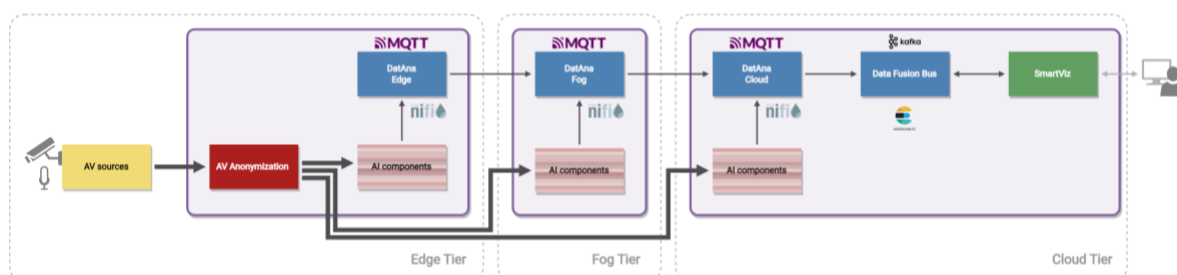 MQTT
DatAna
Edge
nifi
AV sources
AV Anonymization
AI components
Edge Tier
MQTT
DatAna
Fog
nifi
AI components
Fog Tier
MQTT
DatAna
Cloud
nifi
AI components
kafka
Data Fusion Bus
elasticsearch
SmartViz
Cloud Tier